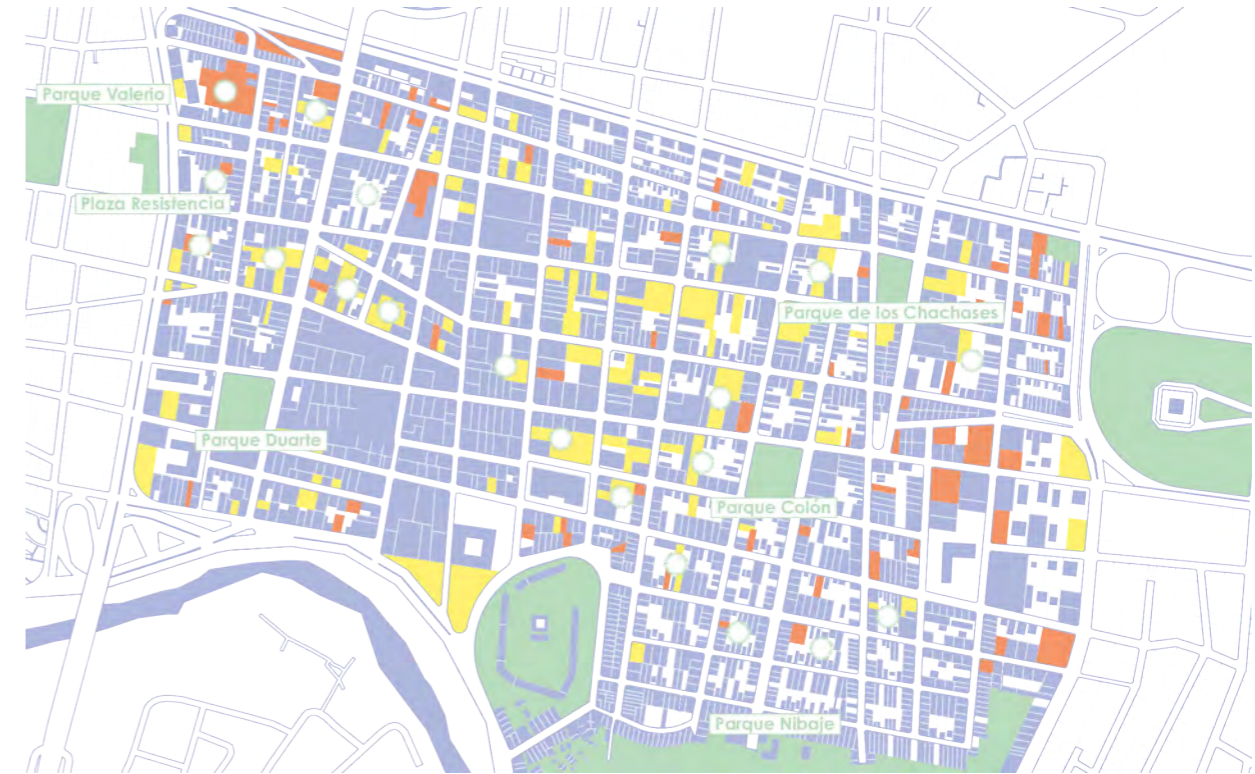 Parque Valerio
Plaza Resistencia
Parque de los Chachases
Parque Duarte
Parque Colón
Parque Nibaje